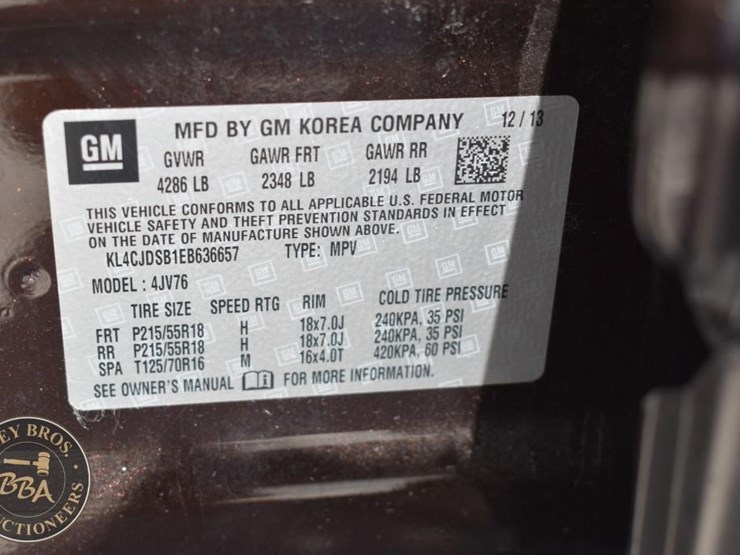 GM
MFD BY GM KOREA COMPANY 12 / 13
GVWR GAWR FRT GAWR RR
4286 LB 2348 LB 2194 LB
THIS VEHICLE CONFORMS TO ALL APPLICABLE U.S. FEDERAL MOTOR
VEHICLE SAFETY AND THEFT PREVENTION STANDARDS IN EFFECT
ON THE DATE OF MANUFACTURE SHOWN ABOVE.
KL4CJDSB1EB636657 TYPE: MPV
MODEL : 4JV76
TIRE SIZE SPEED RTG RIM COLD TIRE PRESSURE
FRT P215/55R18 H 18x7.0J 240KPA, 35 PSI
RR P215/55R18 H 18x7.0J 240KPA, 35 PSI
SPA T125/70R16 M 16x4.0T 420KPA, 60 PSI
SEE OWNER'S MANUAL i FOR MORE INFORMATION.
EY BROS.
BBA
CTIONEERS